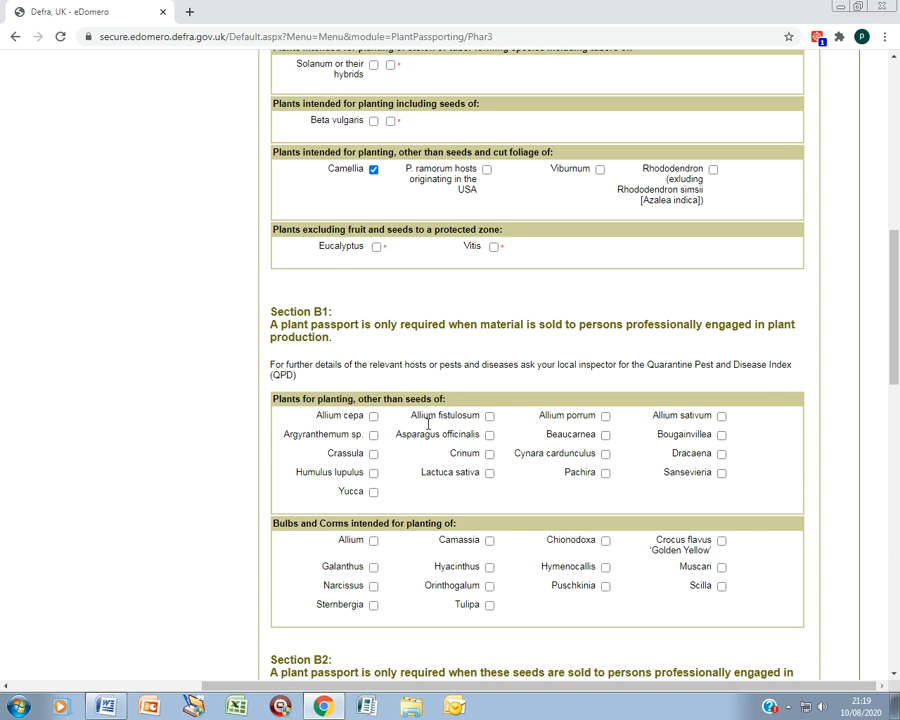 Defra, UK - eDomero
secure.edomero.defra.gov.uk/Default.aspx?Menu=Menu&module=PlantPassporting/Phar3
1
P
Solanum or their hybrids *
Plants intended for planting including seeds of:
Beta vulgaris *
Plants intended for planting, other than seeds and cut foliage of:
Camellia P. ramorum hosts originating in the USA Viburnum Rhododendron (exluding Rhododendron simsii [Azalea indica])
Plants excluding fruit and seeds to a protected zone:
Eucalyptus * Vitis *
Section B1:
A plant passport is only required when material is sold to persons professionally engaged in plant
production.
For further details of the relevant hosts or pests and diseases ask your local inspector for the Quarantine Pest and Disease Index
(QPD)
Plants for planting, other than seeds of:
Allium cepa Allium fistulosum Allium porrum Allium sativum
Argyranthemum sp. Asparagus officinalis Beaucarnea Bougainvillea
Crassula Crinum Cynara cardunculus Dracaena
Humulus lupulus Lactuca sativa Pachira Sansevieria
Yucca
Bulbs and Corms intended for planting of:
Allium Camassia Chionodoxa Crocus flavus 'Golden Yellow'
Galanthus Hyacinthus Hymenocallis Muscari
Narcissus Orinthogalum Puschkinia Scilla
Sternbergia Tulipa
Section B2:
A plant passport is only required when these seeds are sold to persons professionally engaged in
21:19
10/08/2020